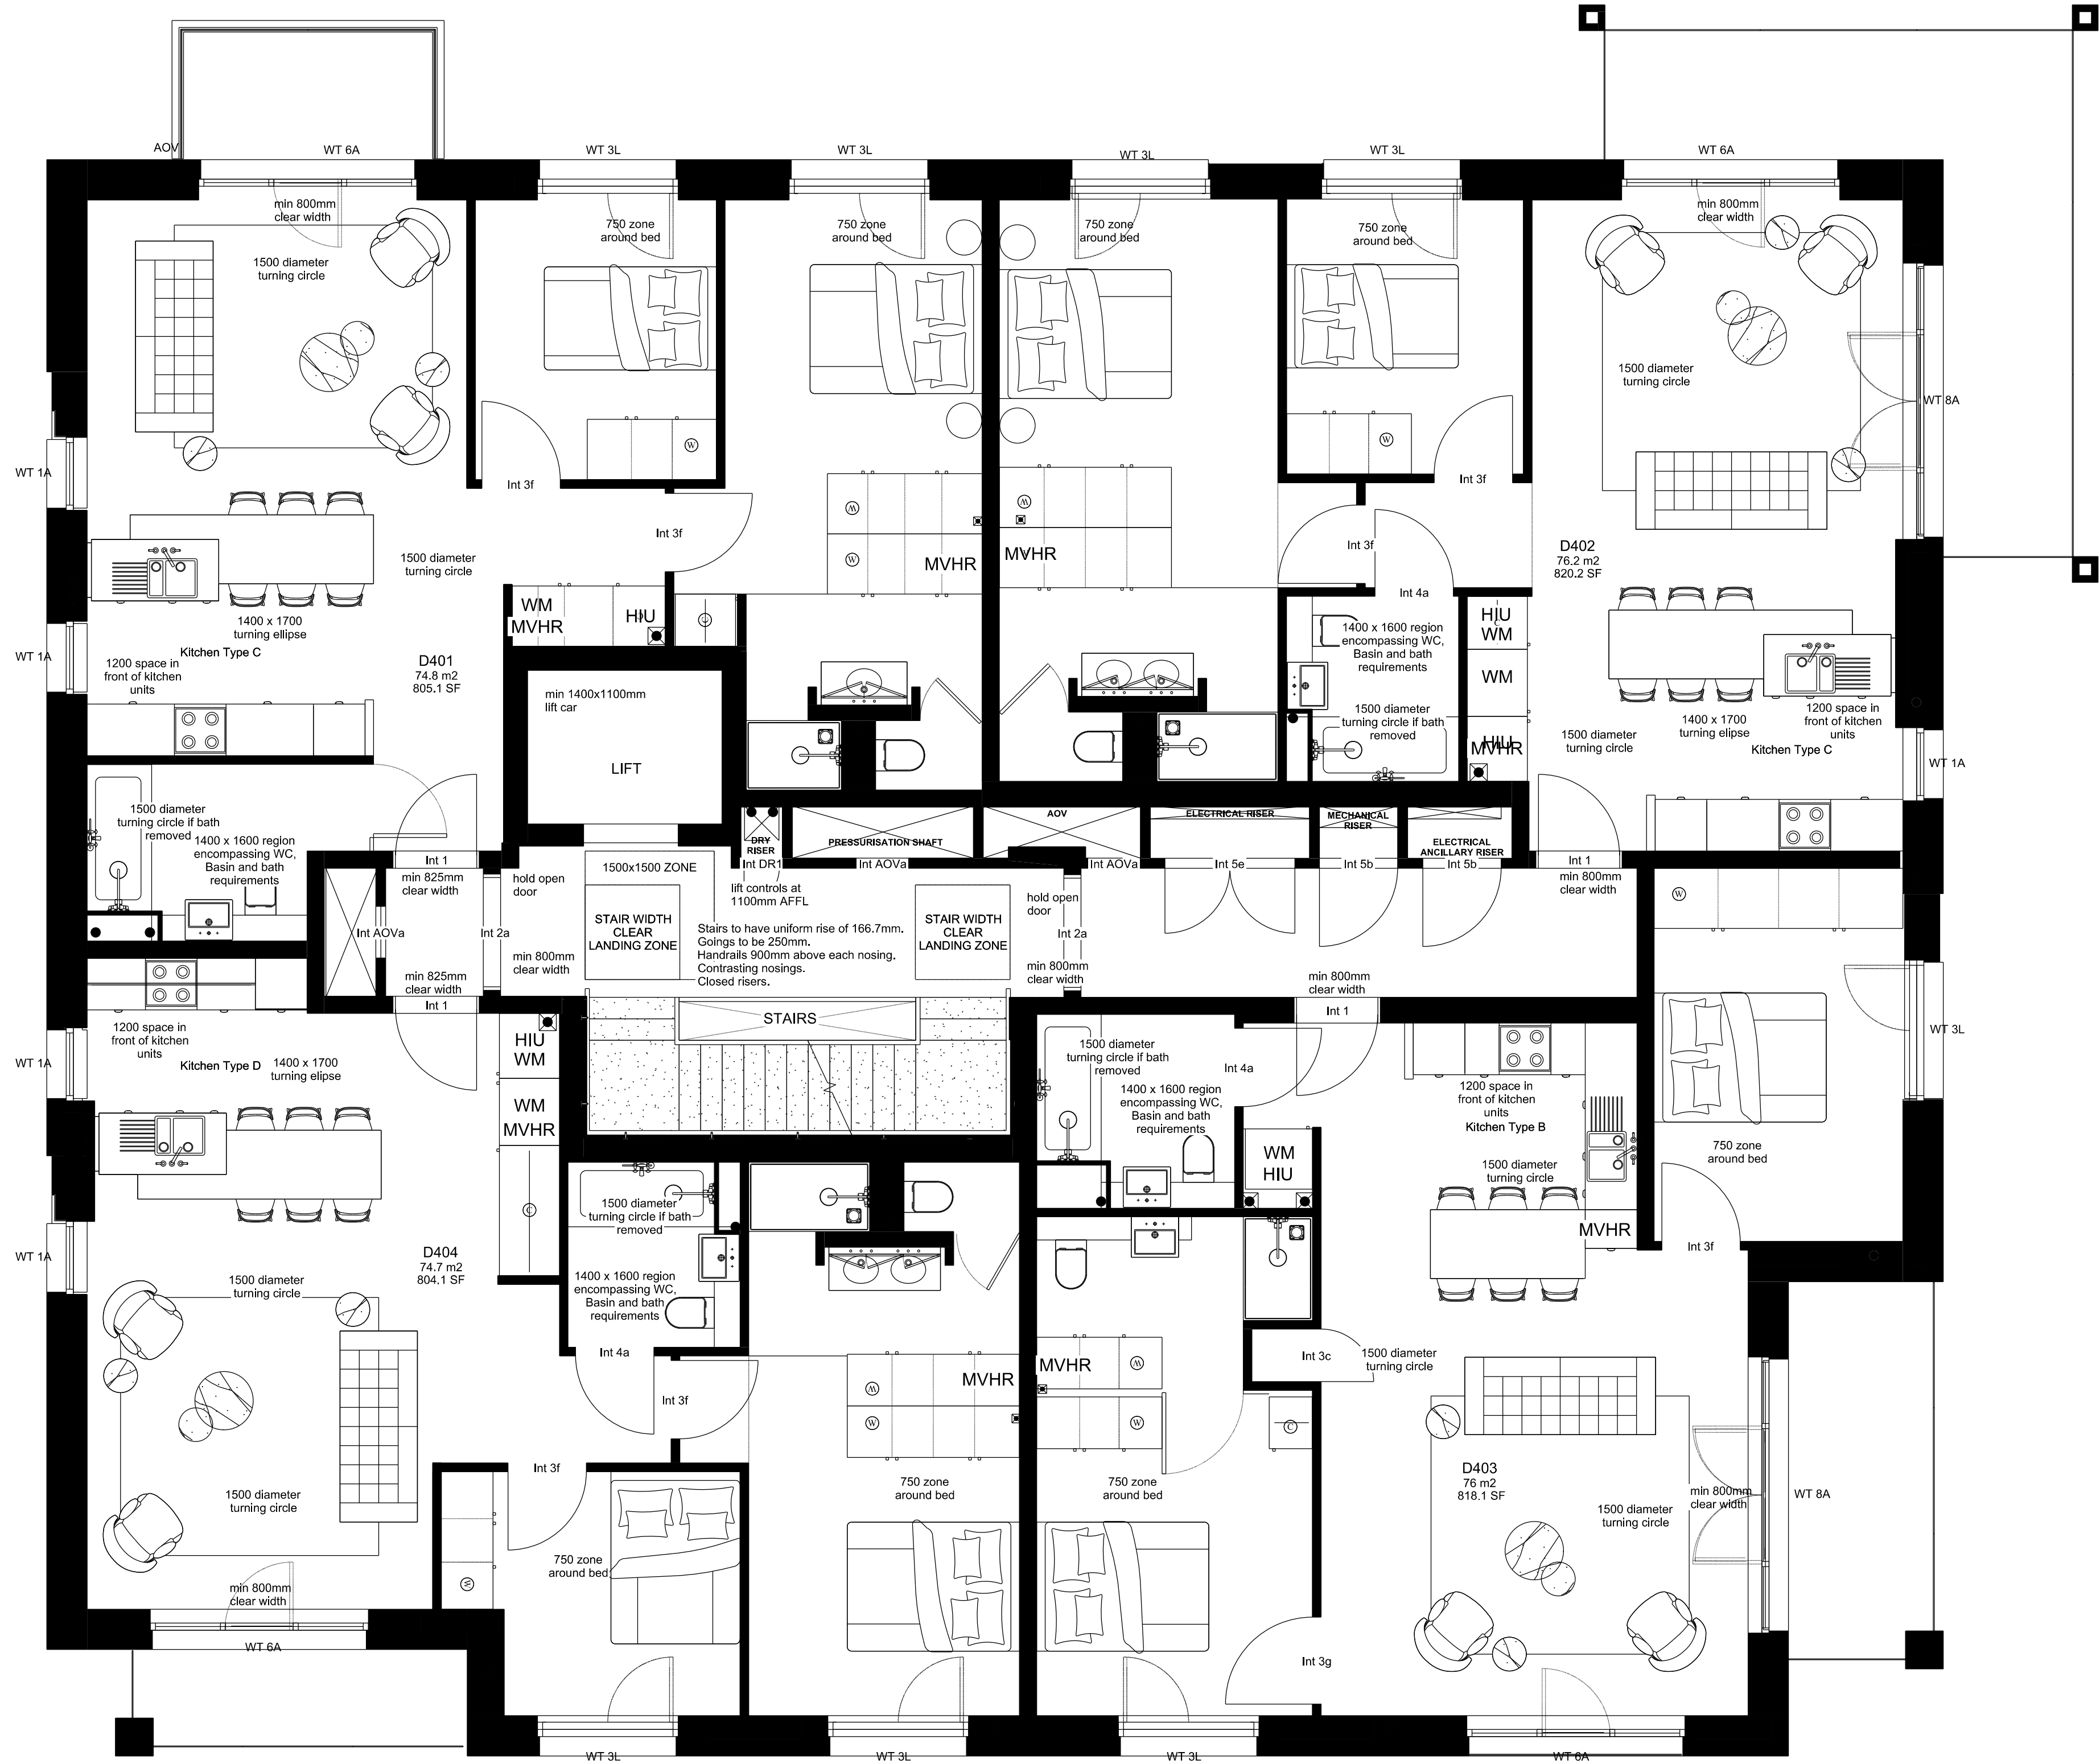 AOV
WT 6A
WT 3L
WT 3L
WT 3L
WT 3L
WT 6A
min 800mm
clear width
1500 diameter
turning circle
750 zone
around bed
750 zone
around bed
750 zone
around bed
750 zone
around bed
min 800mm
clear width
1500 diameter
turning circle
WT 8A
WT 1A
W
W
Int 3f
Int 3f
Int 3f
Int 3f
W
W
W
MVHR
MVHR
1500 diameter
turning circle
D402
76.2 m2
820.2 SF
Int 4a
WM
MVHR
HIU
C
1400 x 1700
turning ellipse
Kitchen Type C
WT 1A
1200 space in
front of kitchen
units
D401
74.8 m2
805.1 SF
min 1400x1100mm
lift car
LIFT
1400 x 1600 region
encompassing WC,
Basin and bath
requirements
1500 diameter
turning circle if bath
removed
HIU
C
WM
WM
HIU
MVHR
1500 diameter
turning circle
1400 x 1700
turning elipse
Kitchen Type C
1200 space in
front of kitchen
units
WT 1A
1500 diameter
turning circle if bath
removed
1400 x 1600 region
encompassing WC,
Basin and bath
requirements
Int 1
min 825mm
clear width
hold open
door
1500x1500 ZONE
DRY
RISER
Int DR1
lift controls at
1100mm AFFL
PRESSURISATION SHAFT
Int AOVa
AOV
Int AOVa
ELECTRICAL RISER
Int 5e
MECHANICAL
RISER
Int 5b
ELECTRICAL
ANCILLARY RISER
Int 5b
Int 1
min 800mm
clear width
W
Int AOVa
Int 2a
STAIR WIDTH
CLEAR
LANDING ZONE
Stairs to have uniform rise of 166.7mm.
Goings to be 250mm.
Handrails 900mm above each nosing.
Contrasting nosings.
Closed risers.
STAIR WIDTH
CLEAR
LANDING ZONE
hold open
door
Int 2a
min 800mm
clear width
min 825mm
clear width
Int 1
min 800mm
clear width
min 800mm
clear width
Int 1
STAIRS
WT 3L
WT 1A
1200 space in
front of kitchen
units
Kitchen Type D
1400 x 1700
turning elipse
HIU
WM
WM
MVHR
C
1500 diameter
turning circle if bath
removed
1400 x 1600 region
encompassing WC,
Basin and bath
requirements
Int 4a
WM
HIU
1200 space in
front of kitchen
units
Kitchen Type B
1500 diameter
turning circle
MVHR
750 zone
around bed
Int 3f
WT 1A
D404
74.7 m2
804.1 SF
1500 diameter
turning circle
1500 diameter
turning circle if bath
removed
1400 x 1600 region
encompassing WC,
Basin and bath
requirements
Int 4a
Int 3f
MVHR
W
W
MVHR
W
W
Int 3c
1500 diameter
turning circle
C
Int 3f
1500 diameter
turning circle
750 zone
around bed
750 zone
around bed
750 zone
around bed
D403
76 m2
818.1 SF
min 800mm
clear width
1500 diameter
turning circle
WT 8A
W
min 800mm
clear width
WT 6A
Int 3g
WT 3L
WT 3L
WT 3L
WT 6A